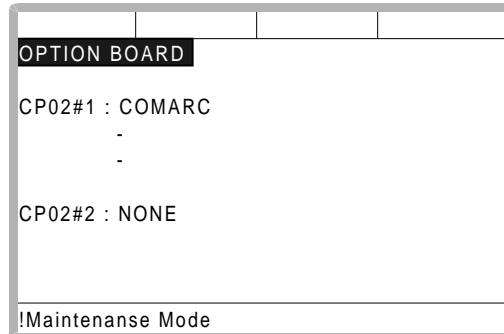 OPTION BOARD
CP02#1 : COMARC
-
-
CP02#2 : NONE
!Maintenanse Mode